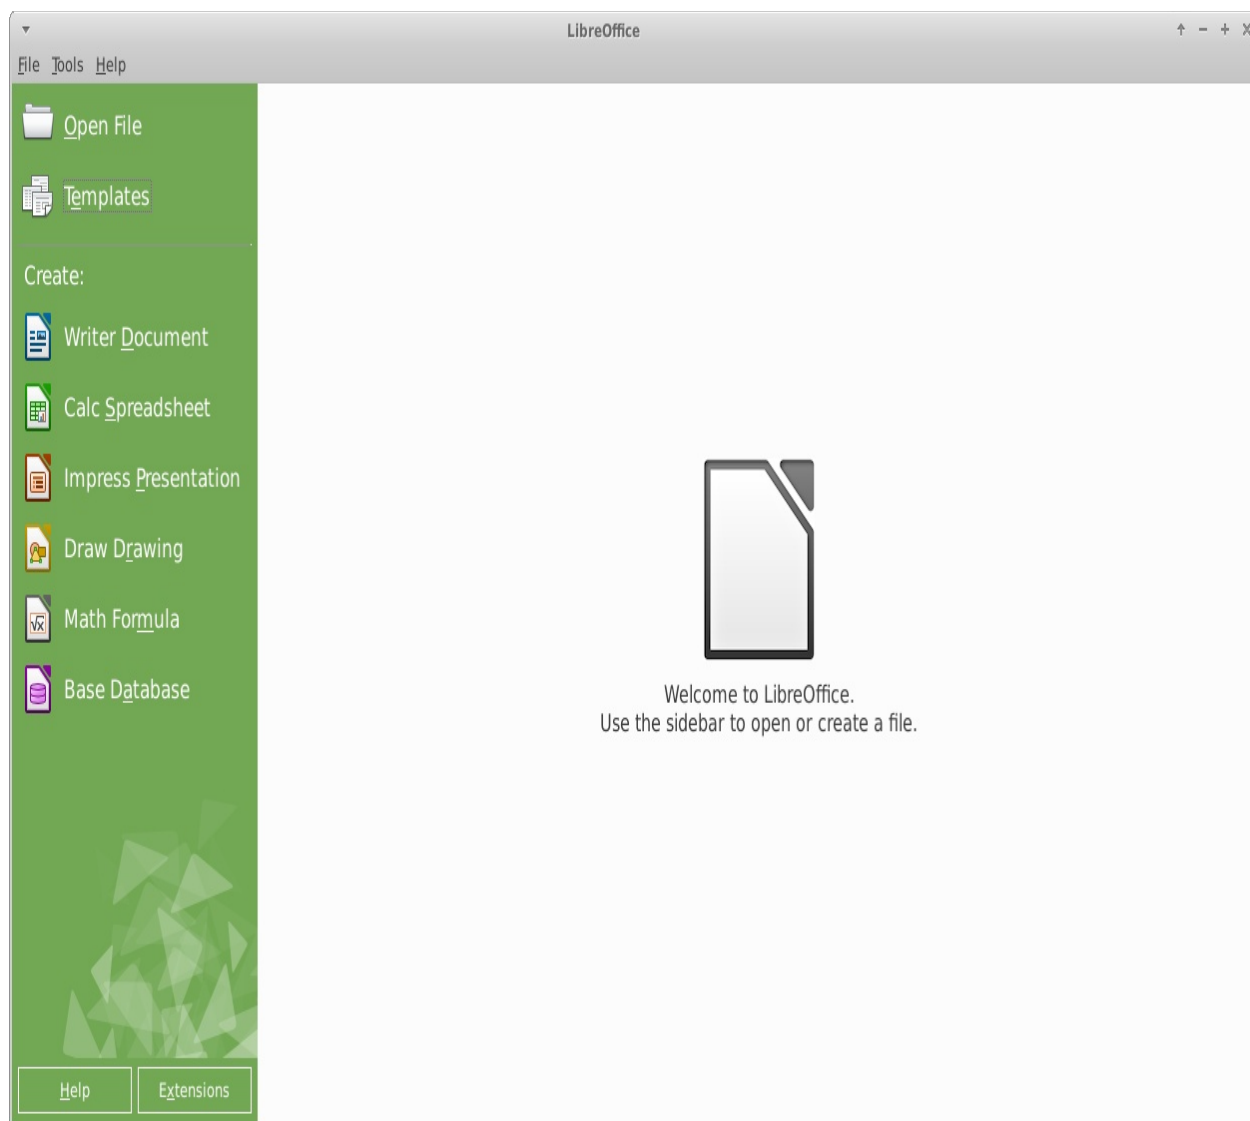 LibreOffice
File Tools Help
Open File
Templates
Create:
Writer Document
Calc Spreadsheet
Impress Presentation
Draw Drawing
Math Formula
Base Database
Welcome to LibreOffice.
Use the sidebar to open or create a file.
Help Extensions